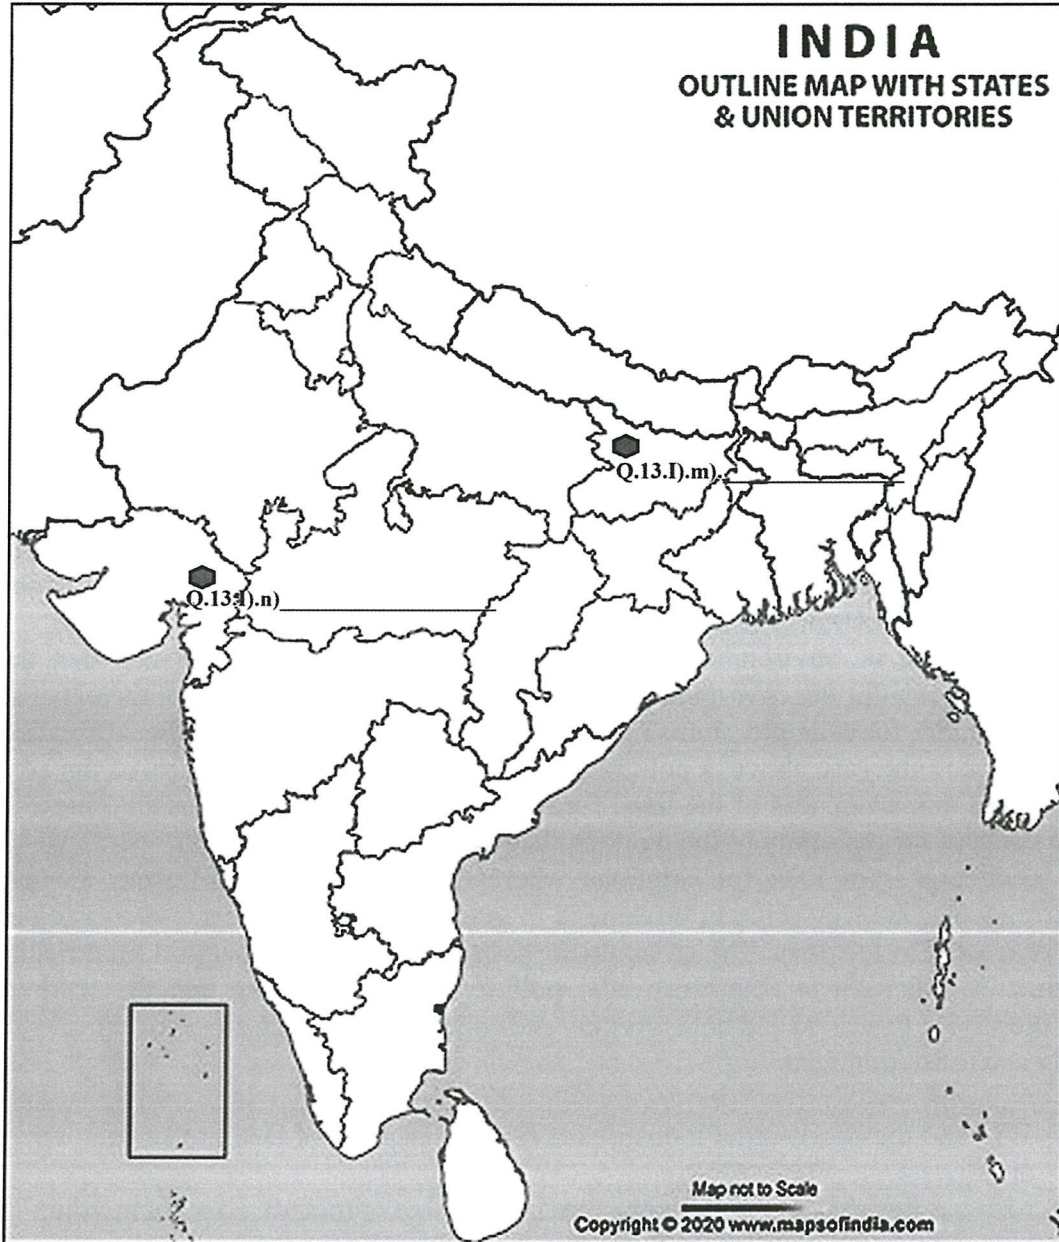 INDIA
OUTLINE MAP WITH STATES
& UNION TERRITORIES
Q.13.I).m).
Q.13.I).n)
Map not to Scale
Copyright © 2020 www.mapsofindia.com